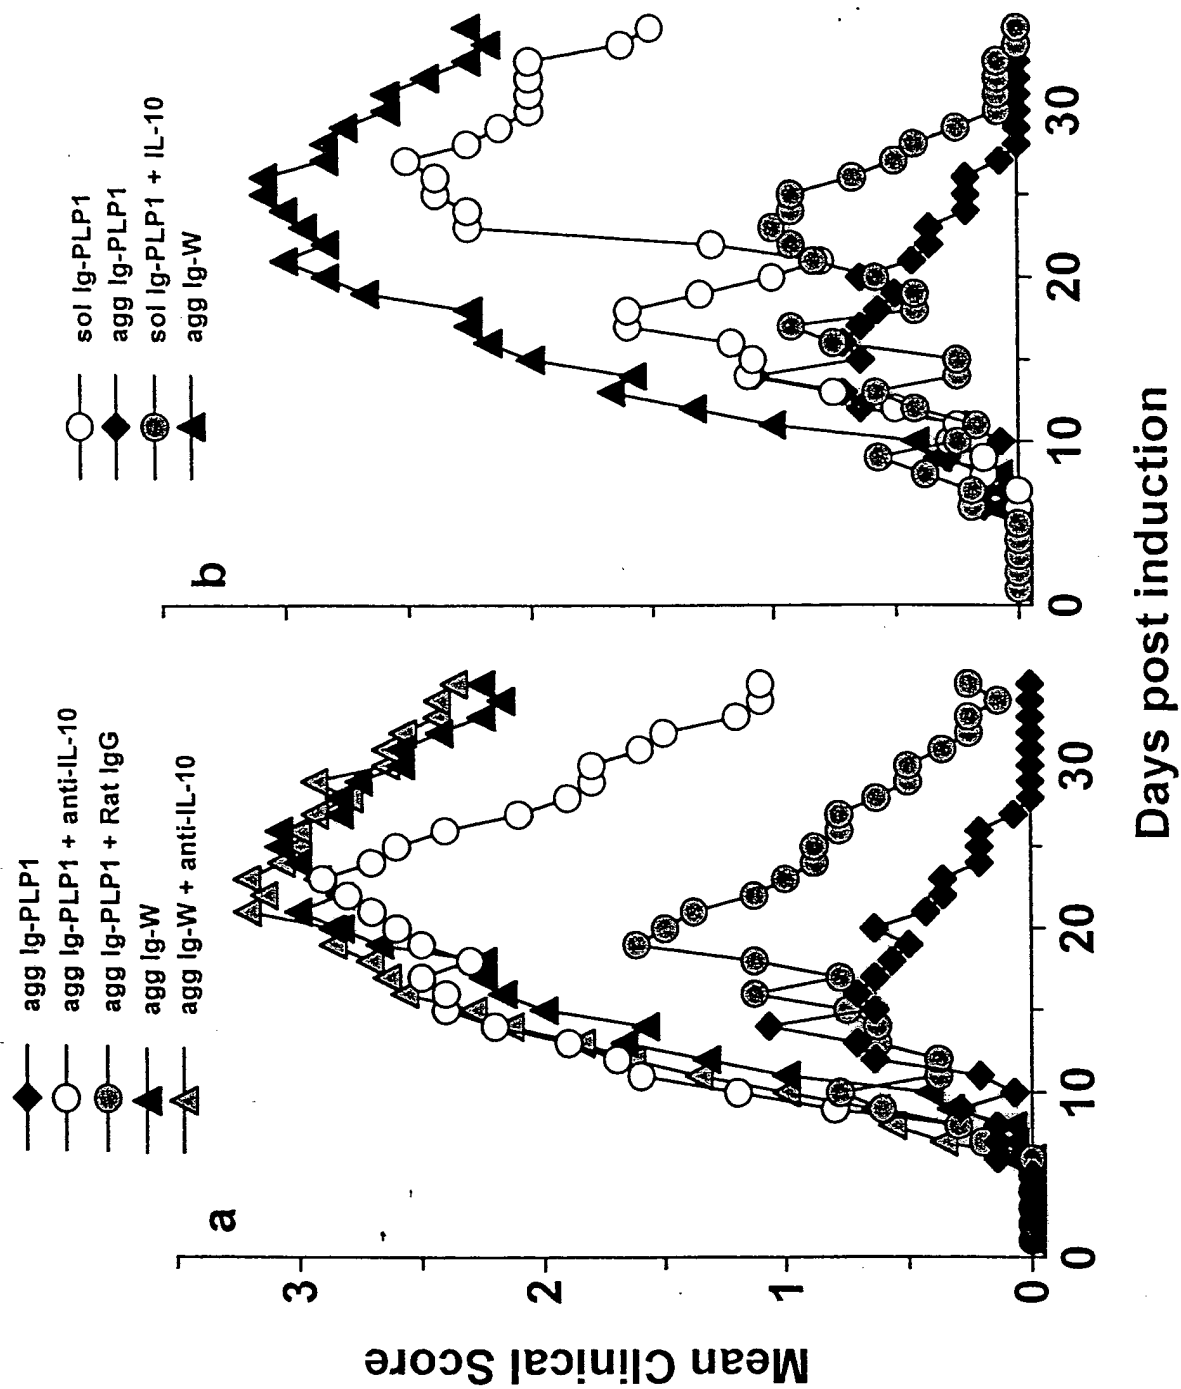 agg Ig-PLP1
agg Ig-PLP1 + anti-IL-10
agg Ig-PLP1 + Rat IgG
agg Ig-W
agg Ig-W + anti-IL-10
a
3
2
1
0
Mean Clinical Score
0
10
20
30
sol Ig-PLP1
agg Ig-PLP1
sol Ig-PLP1 + IL-10
agg Ig-W
b
0
10
20
30
Days post induction